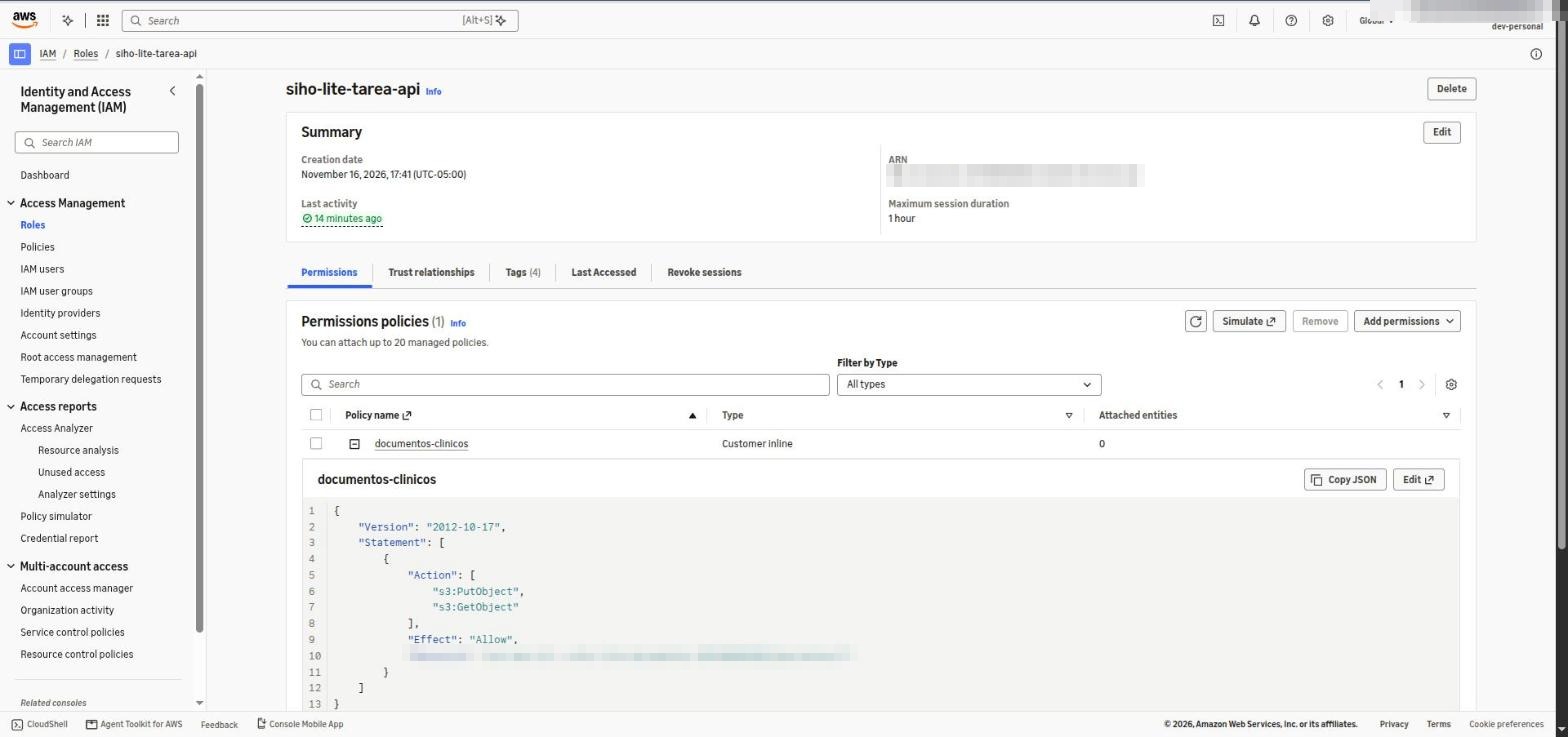 aws
Search [Alt+S]
dev-personal
IAM / Roles / siho-lite-tarea-api
Identity and Access
Management (IAM)
Search IAM
Dashboard
Access Management
Roles
Policies
IAM users
IAM user groups
Identity providers
Account settings
Root access management
Temporary delegation requests
Access reports
Access Analyzer
Resource analysis
Unused access
Analyzer settings
Policy simulator
Credential report
Multi-account access
Account access manager
Organization activity
Service control policies
Resource control policies
Related consoles
siho-lite-tarea-api Info
Delete
Summary
Edit
Creation date
November 16, 2026, 17:41 (UTC-05:00)
ARN
Last activity
14 minutes ago
Maximum session duration
1 hour
Permissions Trust relationships Tags (4) Last Accessed Revoke sessions
Permissions policies (1) Info
Simulate Remove Add permissions
You can attach up to 20 managed policies.
Filter by Type
Search
All types
1
Policy name Type Attached entities
documentos-clinicos Customer inline 0
documentos-clinicos
Copy JSON Edit
1 {
2 "Version": "2012-10-17",
3 "Statement": [
4 {
5 "Action": [
6 "s3:PutObject",
7 "s3:GetObject"
8 ],
9 "Effect": "Allow",
10
11 }
12 ]
13 }
CloudShell Agent Toolkit for AWS Feedback Console Mobile App © 2026, Amazon Web Services, Inc. or its affiliates. Privacy Terms Cookie preferences